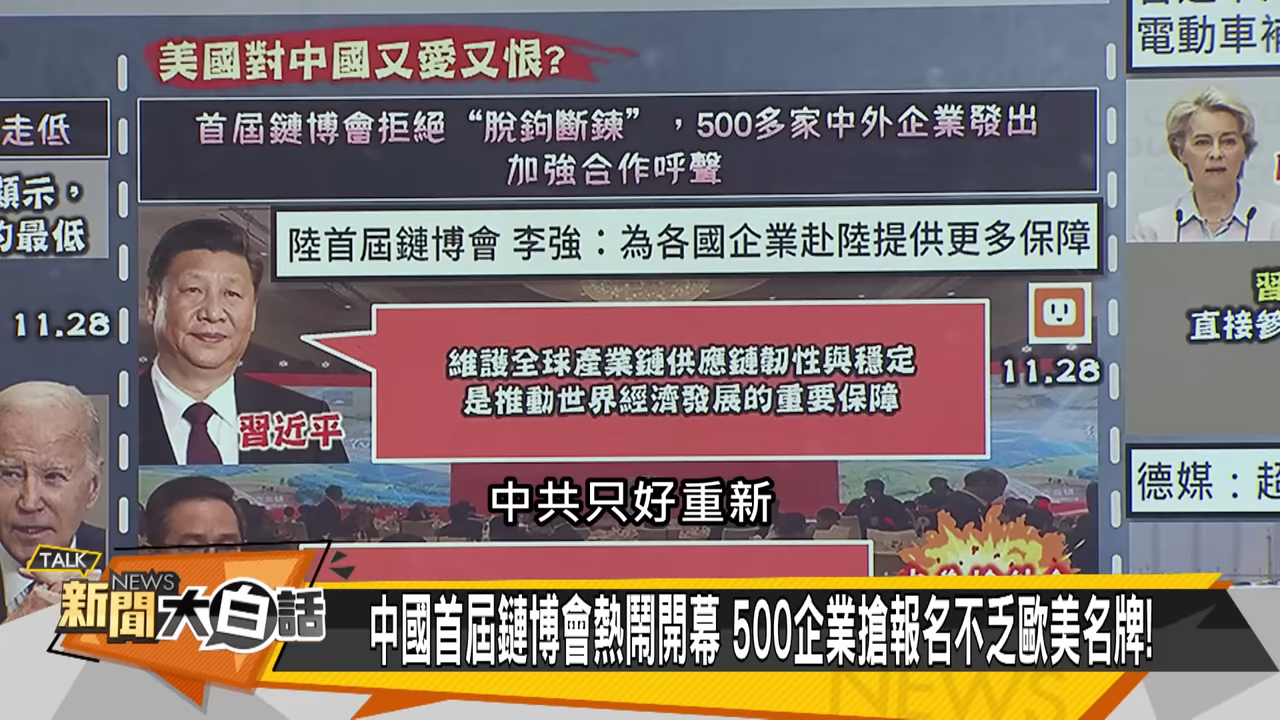 電動車補
美國對中國又愛又恨?
走低
首屆鏈博會拒絕“脫鉤斷鍊”,500多家中外企業發出
加強合作呼聲
顯示,
的最低
陸首屆鏈博會 李強:為各國企業赴陸提供更多保障
11.28
維護全球產業鏈供應鏈韌性與穩定
是推動世界經濟發展的重要保障
11.28
習
直接參
習近平
德媒:超
中共只好重新
TALK
NEWS
新聞大白話
中國首屆鏈博會熱鬧開幕 500企業搶報名不乏歐美名牌!
NEWS